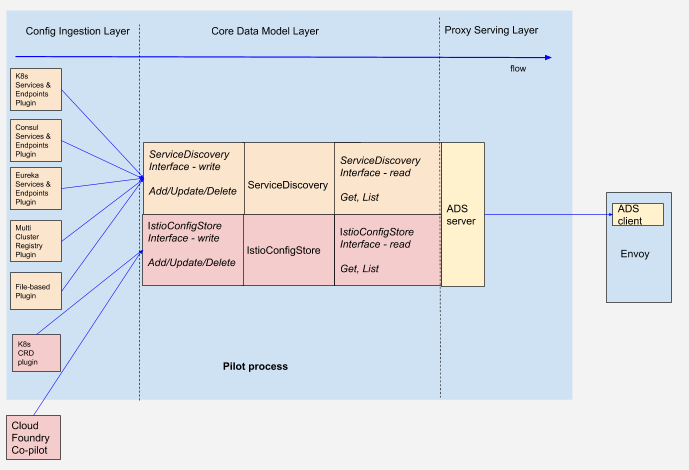 Config Ingestion Layer
Core Data Model Layer
Proxy Serving Layer
flow
K8s
Services &
Endpoints
Plugin
Consul
Services &
Endpoints
Plugin
Eureka
Services &
Endpoints
Plugin
Multi
Cluster
Registry
Plugin
File-based
Plugin
K8s
CRD
plugin
Cloud
Foundry
Co-pilot
ServiceDiscovery
Interface - write
Add/Update/Delete
ServiceDiscovery
ServiceDiscovery
Interface - read
Get, List
IstioConfigStore
Interface - write
Add/Update/Delete
IstioConfigStore
IstioConfigStore
Interface - read
Get, List
ADS
server
ADS
client
Envoy
Pilot process